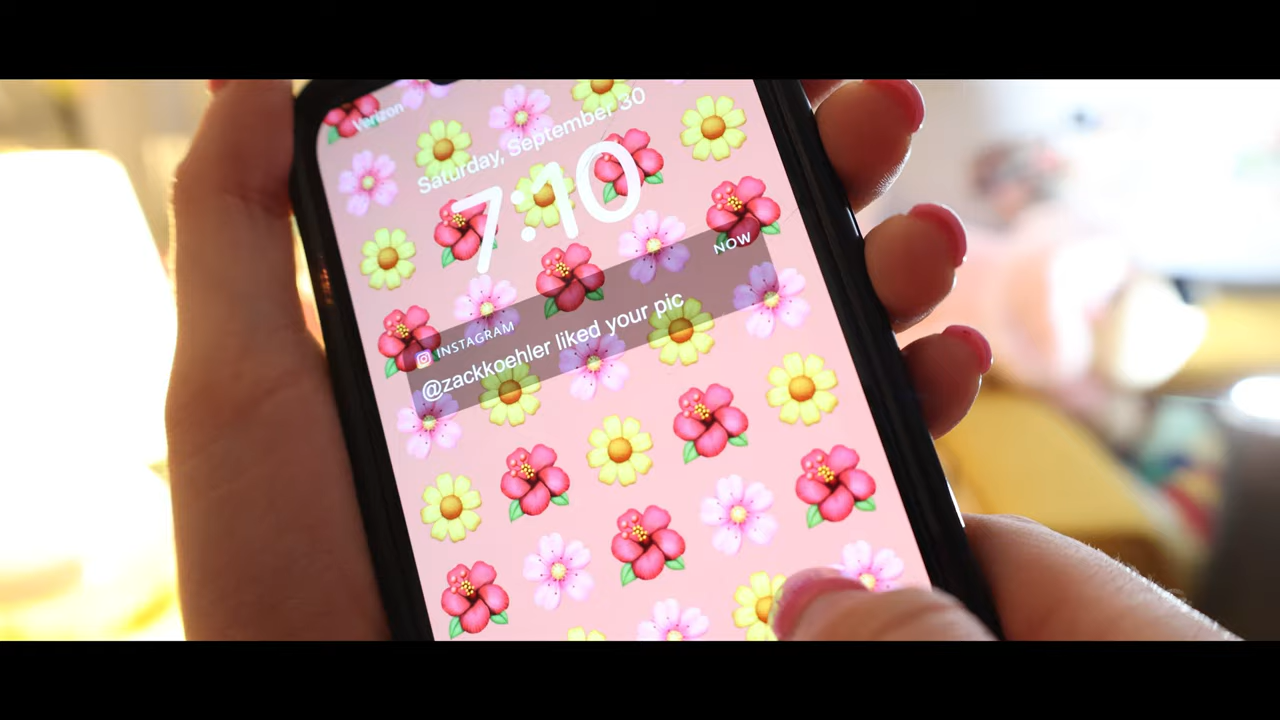 Verizon
Saturday, September 30
7:10
INSTAGRAM
NOW
@zackkoehler liked your pic